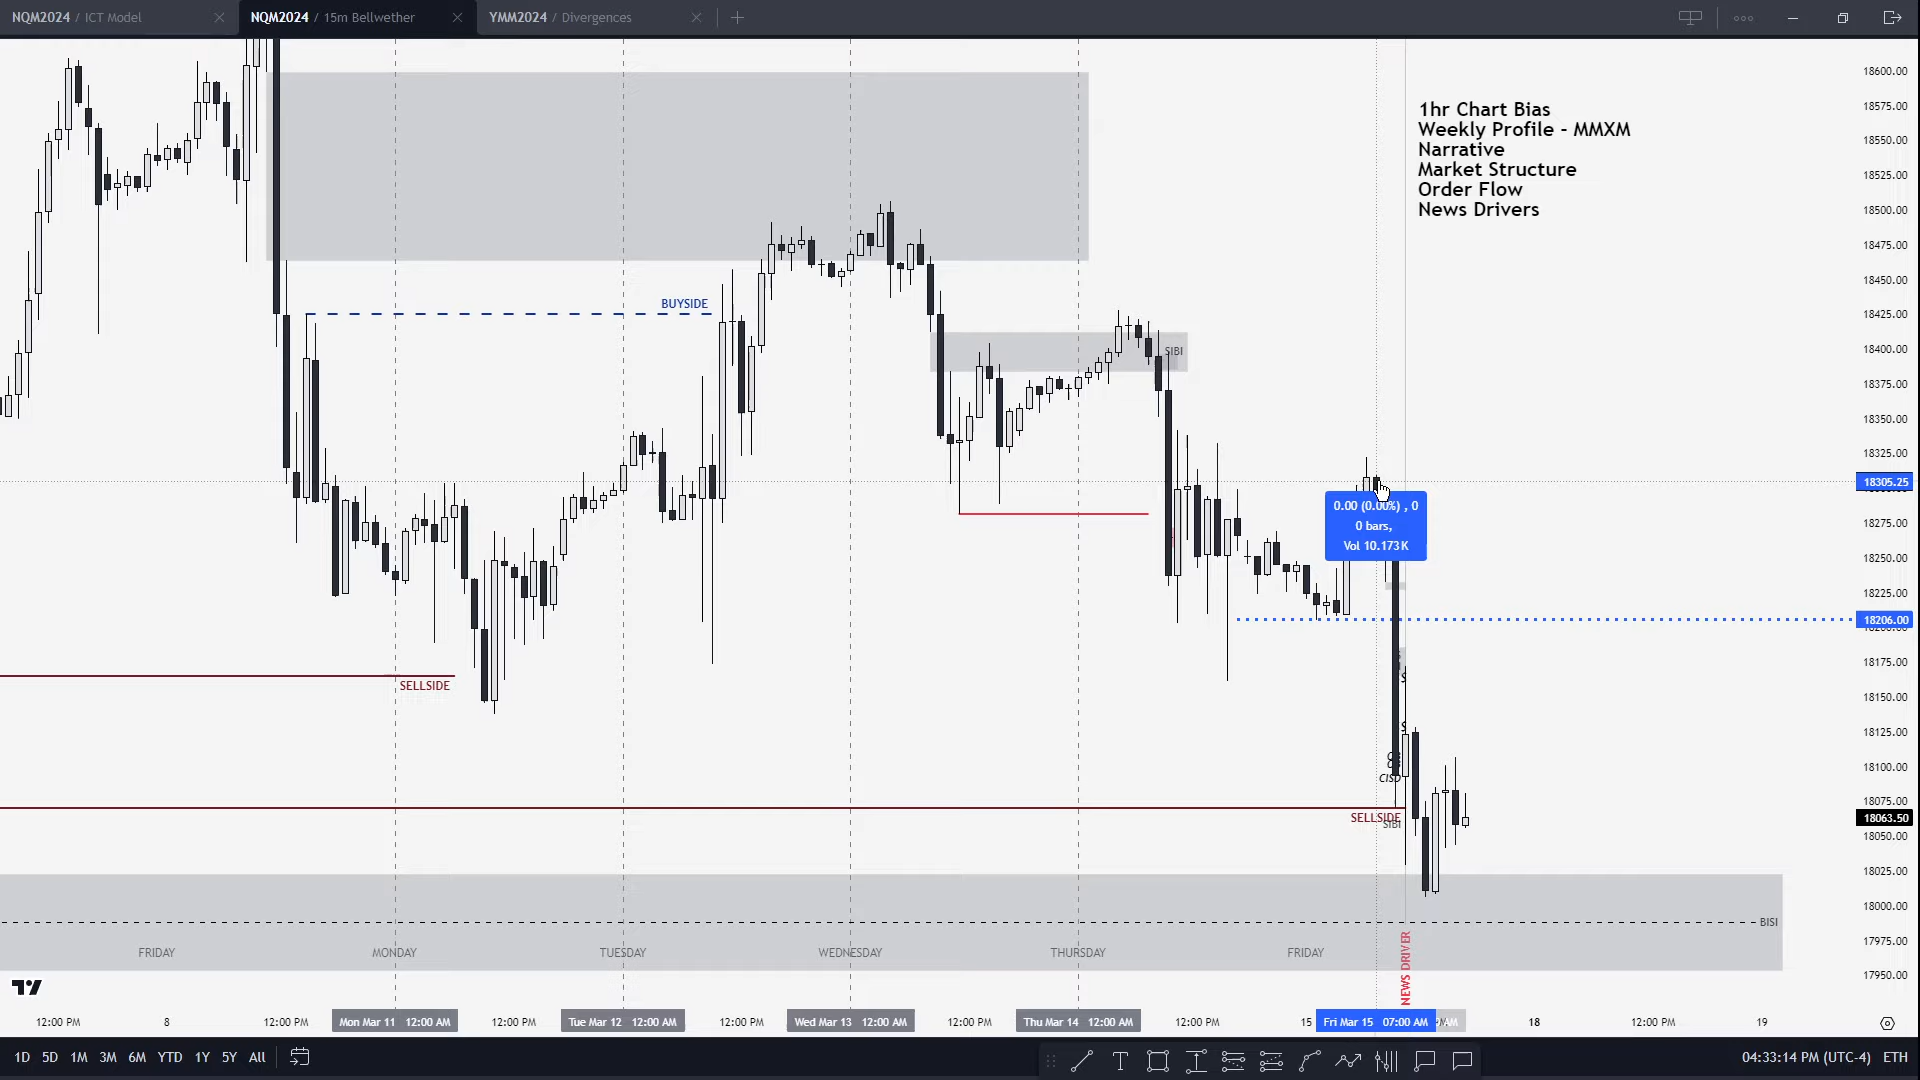 NQM2024 / ICT Model
NQM2024 / 15m Bellwether
YMM2024 / Divergences
1hr Chart Bias
Weekly Profile - MMXM
Narrative
Market Structure
Order Flow
News Drivers
BUYSIDE
SIBI
0.00 (0.00%) , 0
0 bars,
Vol 10.173K
SELLSIDE
CISD
SELLSIDE
SIBI
BISI
FRIDAY
MONDAY
TUESDAY
WEDNESDAY
THURSDAY
FRIDAY
NEWS DRIVER
18600.00
18575.00
18550.00
18525.00
18500.00
18475.00
18450.00
18425.00
18400.00
18375.00
18350.00
18325.00
18305.25
18275.00
18250.00
18225.00
18206.00
18175.00
18150.00
18125.00
18100.00
18075.00
18063.50
18050.00
18025.00
18000.00
17975.00
17950.00
12:00 PM
8
12:00 PM
Mon Mar 11 12:00 AM
12:00 PM
Tue Mar 12 12:00 AM
12:00 PM
Wed Mar 13 12:00 AM
12:00 PM
Thu Mar 14 12:00 AM
12:00 PM
15
Fri Mar 15 07:00 AM
18
12:00 PM
19
1D 5D 1M 3M 6M YTD 1Y 5Y All
04:33:14 PM (UTC-4) ETH